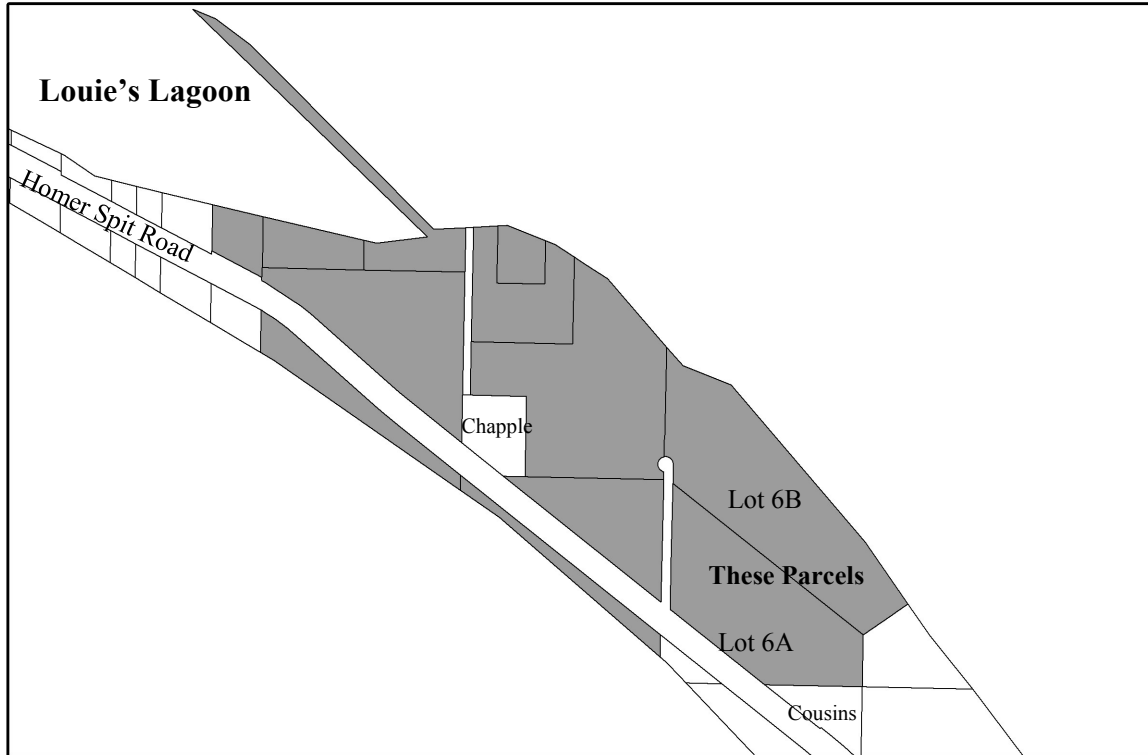 Louie’s Lagoon
Homer Spit Road
Chapple
Lot 6B
These Parcels
Lot 6A
Cousins